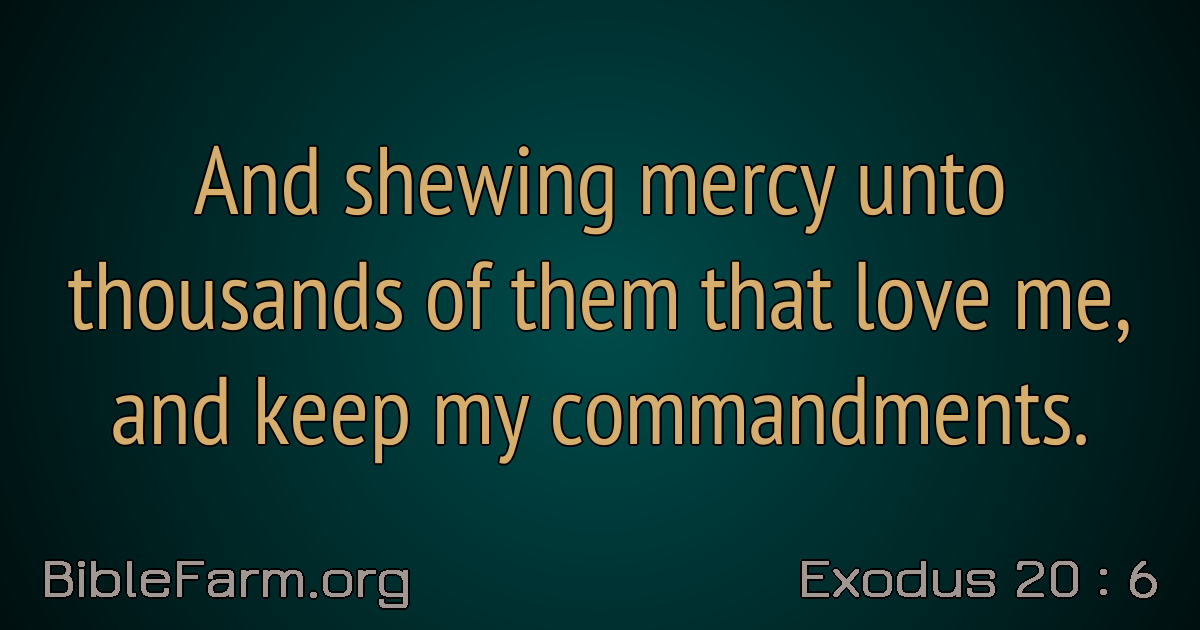 And shewing mercy unto
thousands of them that love me,
and keep my commandments.
BibleFarm.org
Exodus 20 : 6